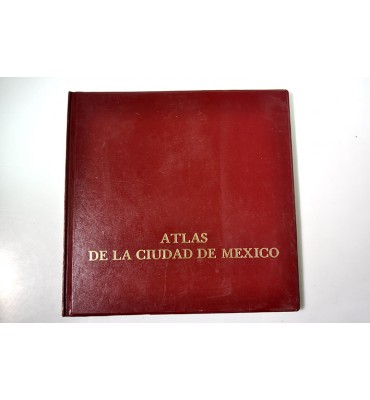 ATLAS
DE LA CIUDAD DE MEXICO